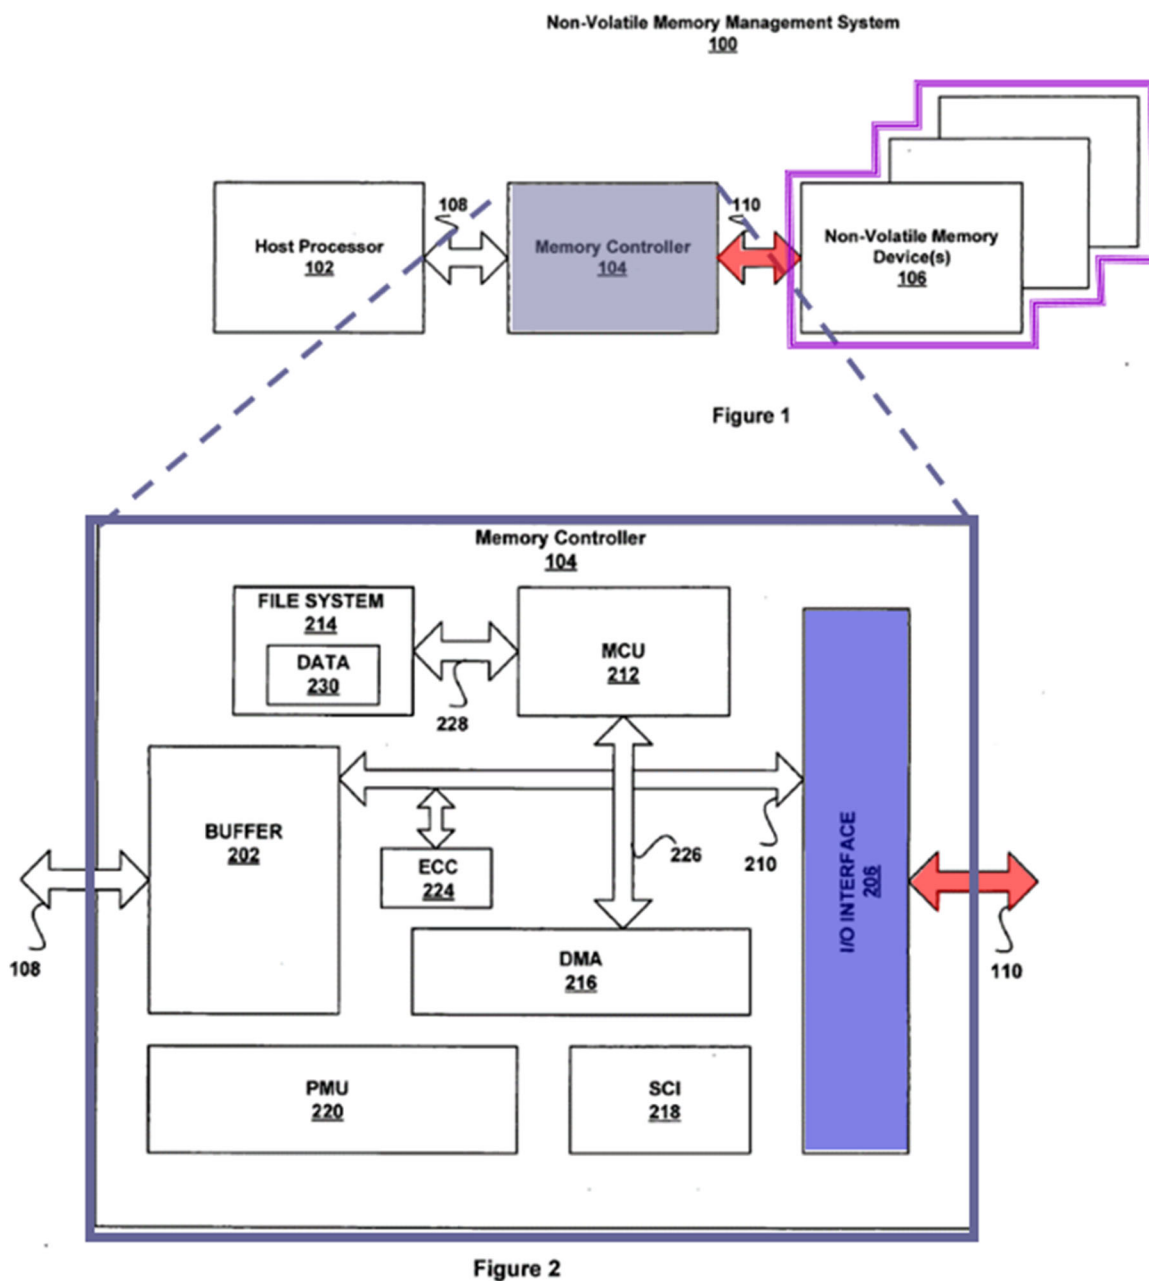 Non-Volatile Memory Management System
100
108
110
Host Processor
102
Memory Controller
104
Non-Volatile Memory
Device(s)
106
Figure 1
Memory Controller
104
FILE SYSTEM
214
DATA
230
MCU
212
228
BUFFER
202
ECC
224
226
210
I/O INTERFACE
206
108
110
DMA
216
PMU
220
SCI
218
Figure 2